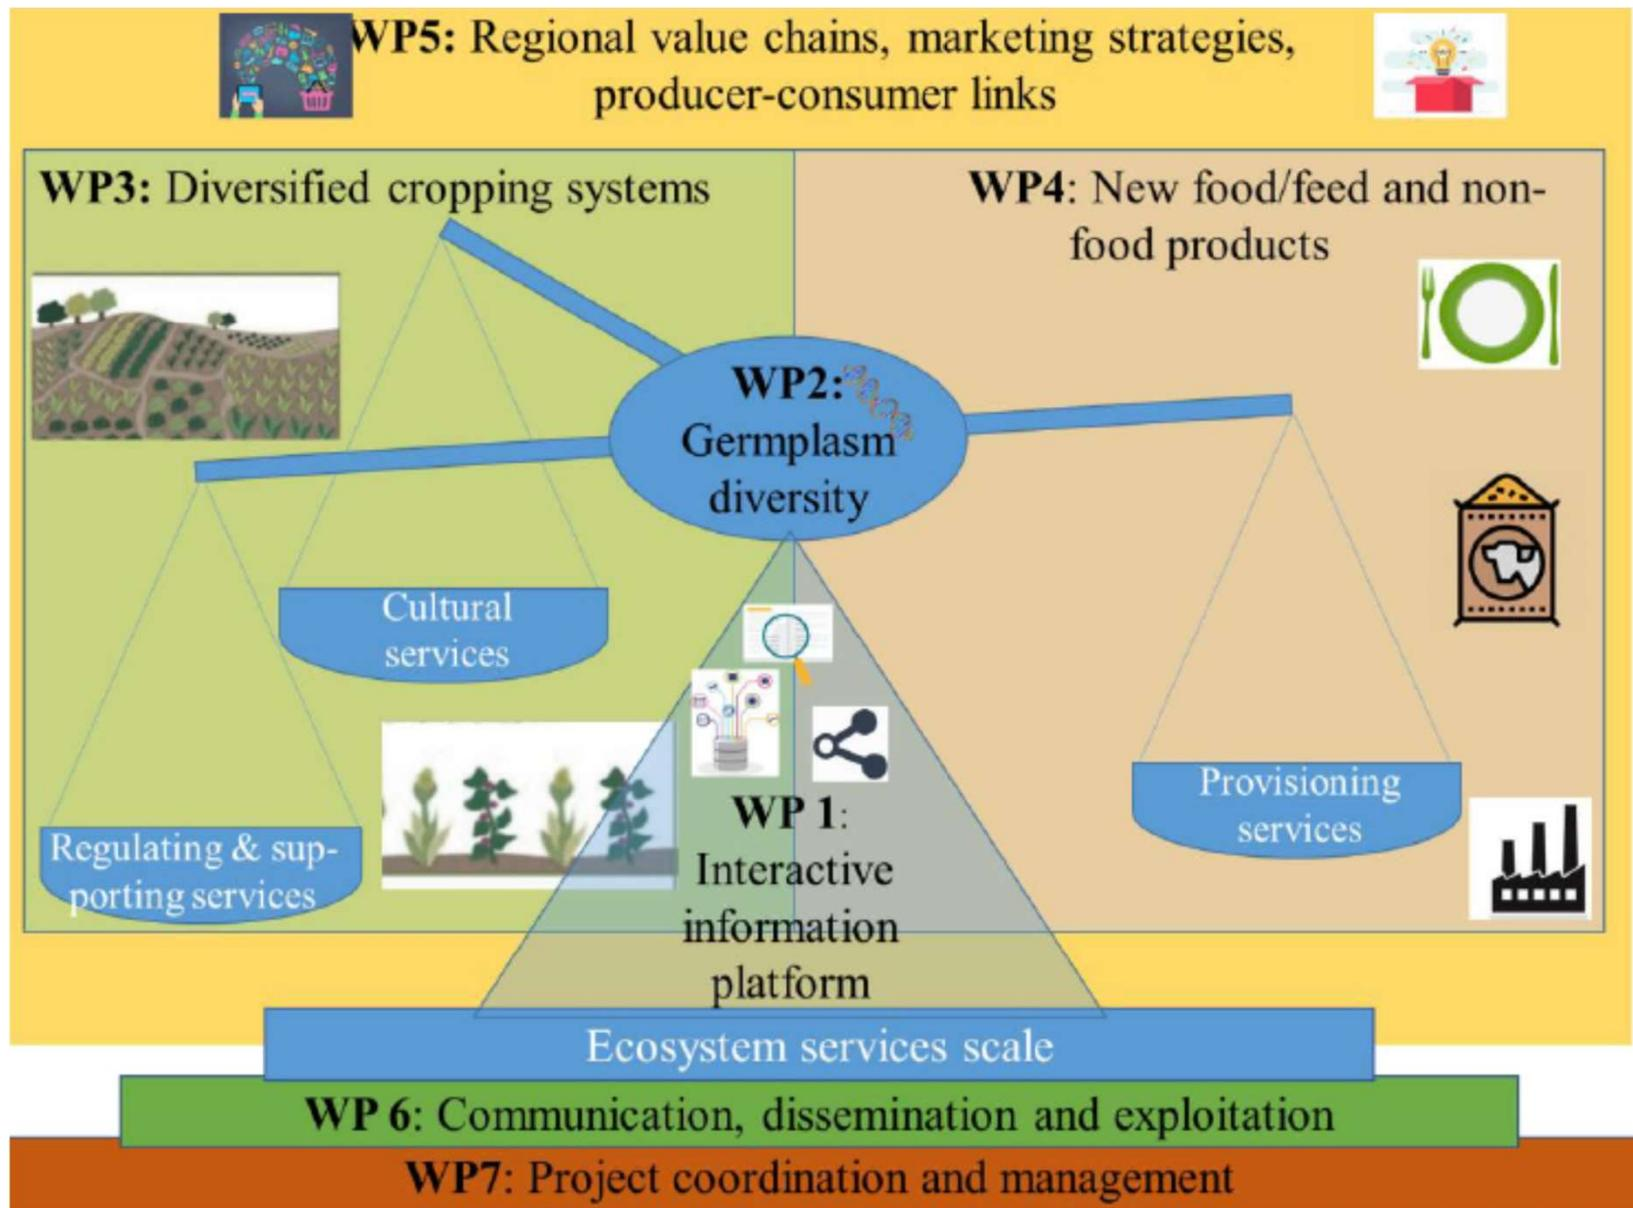 WP5: Regional value chains, marketing strategies,
producer-consumer links
WP3: Diversified cropping systems
WP4: New food/feed and non-
food products
WP2:
Germplasm
diversity
Cultural
services
Regulating & sup-
porting services
Provisioning
services
WP 1:
Interactive
information
platform
Ecosystem services scale
WP 6: Communication, dissemination and exploitation
WP7: Project coordination and management